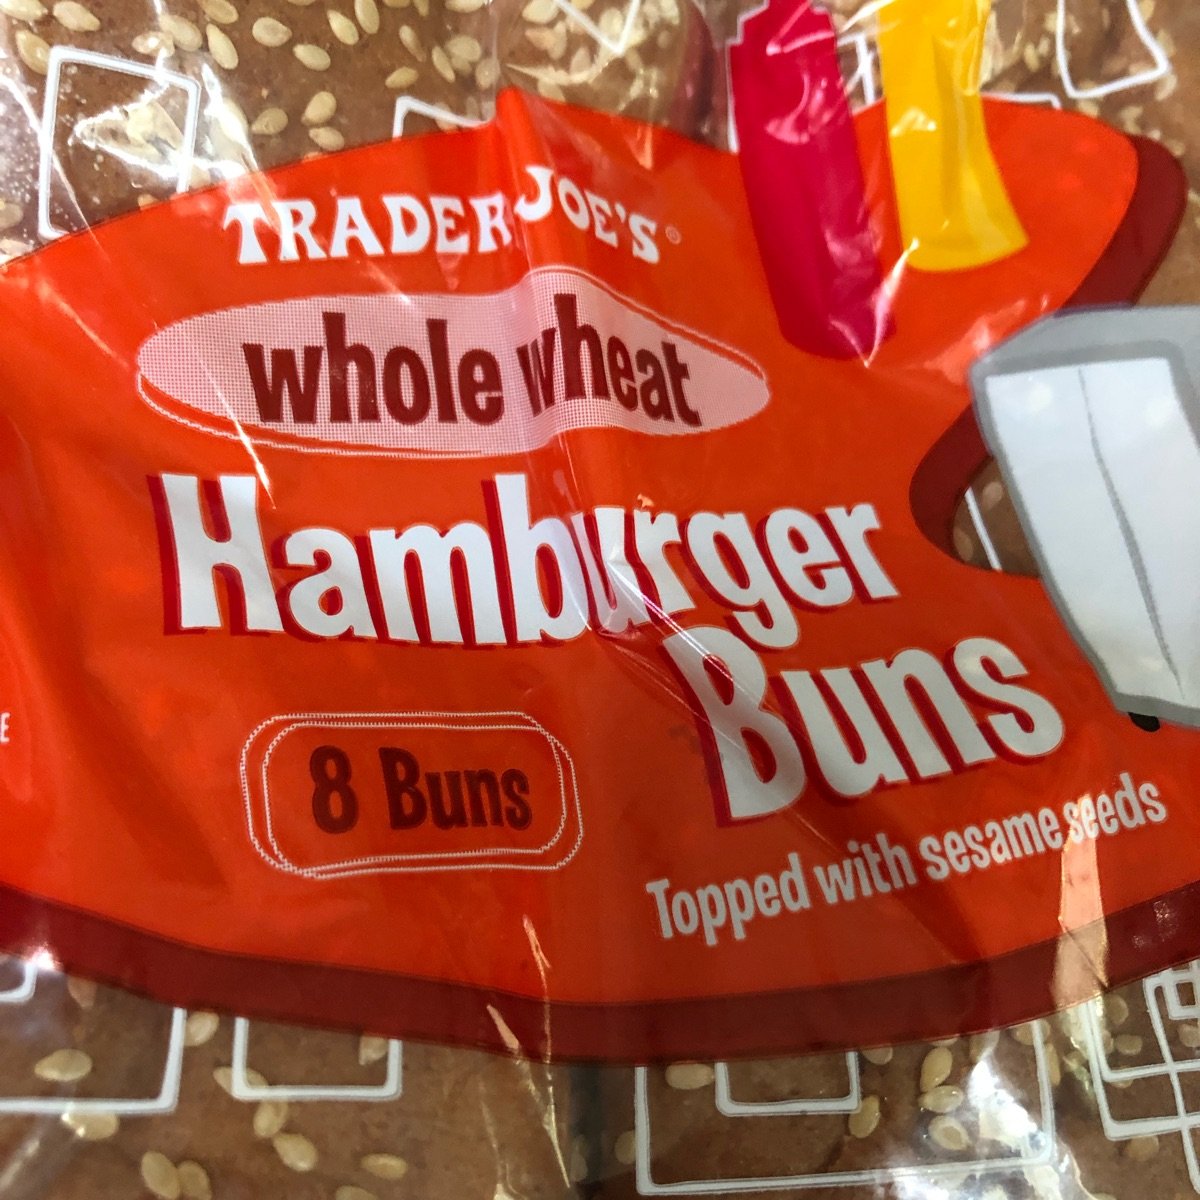 TRADER JOE'S®
whole wheat
Hamburger
Buns
8 Buns
Topped with sesame seeds